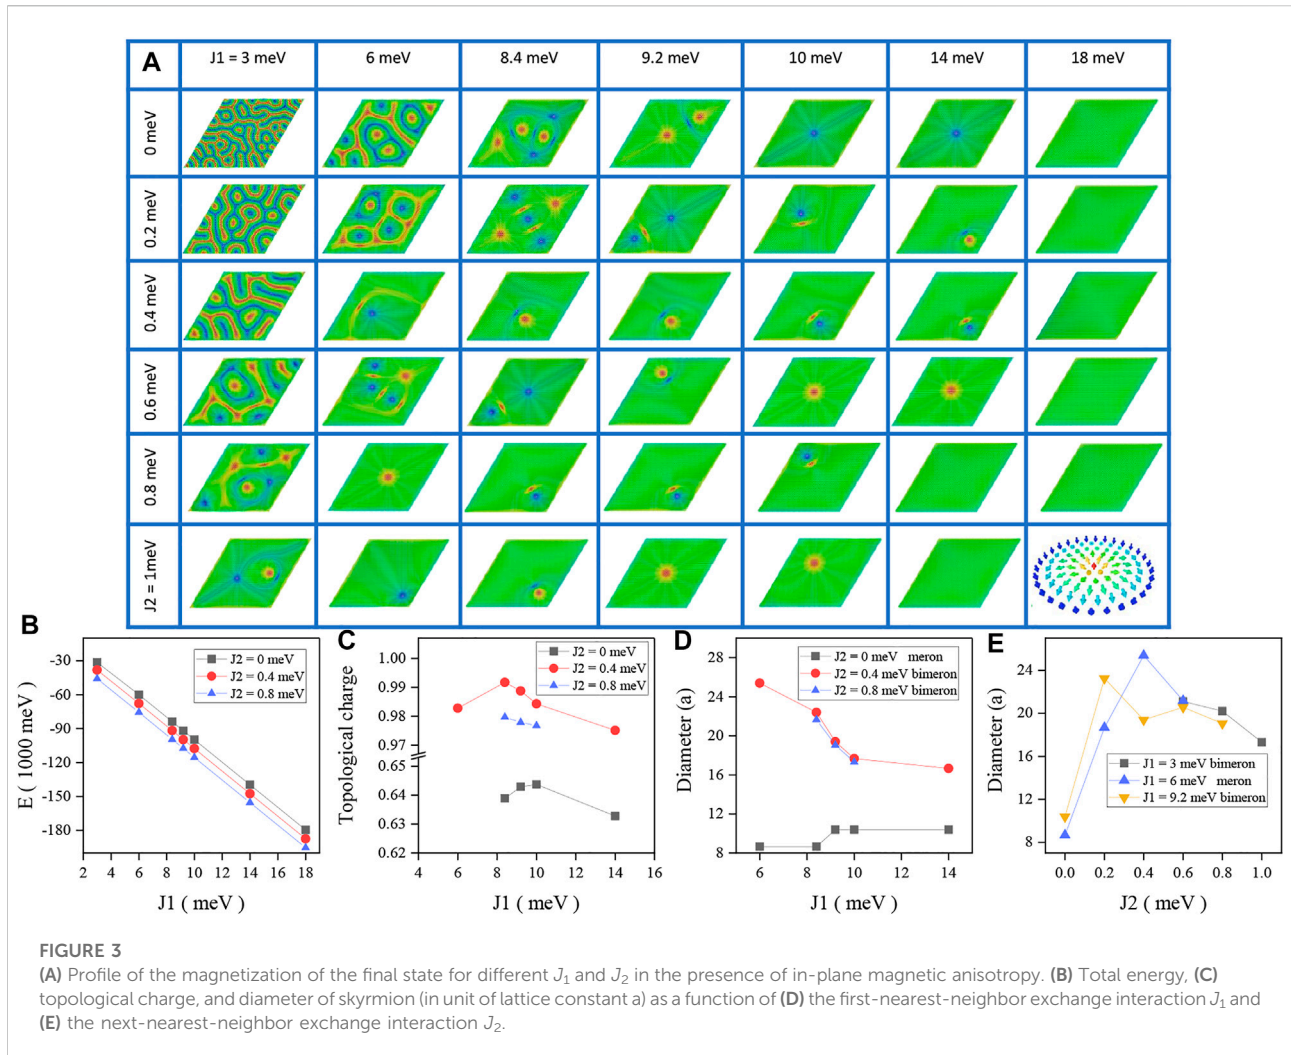 A
J1 = 3 meV
6 meV
8.4 meV
9.2 meV
10 meV
14 meV
18 meV
0 meV
0.2 meV
0.4 meV
0.6 meV
0.8 meV
J2 = 1meV
B
E ( 1000 meV)
-30
-60
-90
-120
-150
-180
2 4 6 8 10 12 14 16 18
J1 ( meV )
J2 = 0 meV
J2 = 0.4 meV
J2 = 0.8 meV
C
Topological charge
1.00
0.99
0.98
0.97
0.65
0.64
0.63
0.62
4 6 8 10 12 14 16
J1 ( meV )
J2 = 0 meV
J2 = 0.4 meV
J2 = 0.8 meV
D
Diameter (a)
28
24
20
16
12
8
6 8 10 12 14
J1 ( meV )
J2 = 0 meV meron
J2 = 0.4 meV bimeron
J2 = 0.8 meV bimeron
E
Diameter (a)
24
20
16
12
8
0.0 0.2 0.4 0.6 0.8 1.0
J2 ( meV )
J1 = 3 meV bimeron
J1 = 6 meV meron
J1 = 9.2 meV bimeron
FIGURE 3
(A) Profile of the magnetization of the final state for different J1 and J2 in the presence of in-plane magnetic anisotropy. (B) Total energy, (C)
topological charge, and diameter of skyrmion (in unit of lattice constant a) as a function of (D) the first-nearest-neighbor exchange interaction J1 and
(E) the next-nearest-neighbor exchange interaction J2.